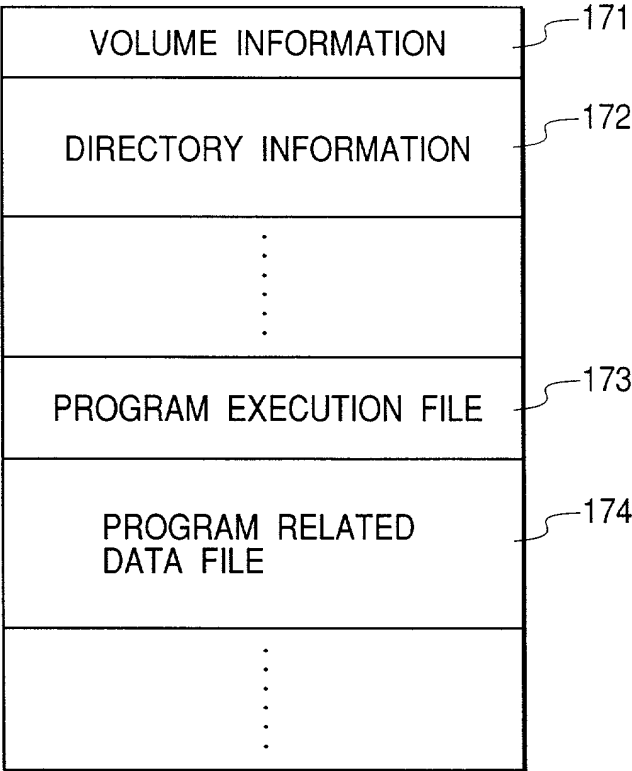 VOLUME INFORMATION
171
DIRECTORY INFORMATION
172
PROGRAM EXECUTION FILE
173
PROGRAM RELATED
DATA FILE
174